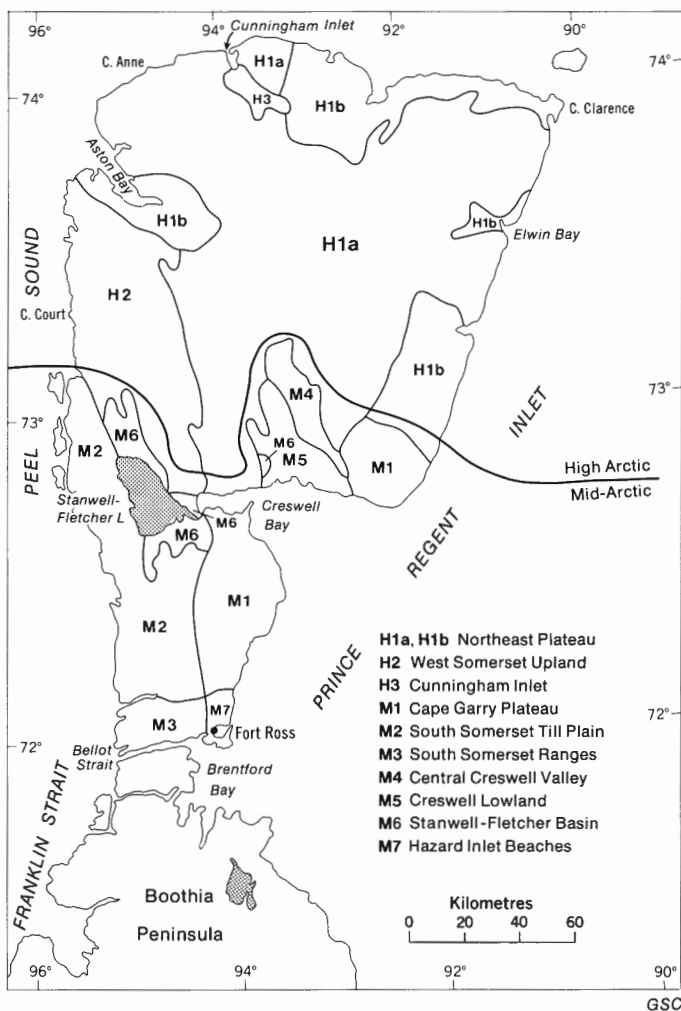 96°
94°
Cunningham Inlet
92°
90°
C. Anne
H1a
74°
74°
H3
H1b
C. Clarence
Aston Bay
H1b
H1b
Elwin Bay
H1a
PEEL SOUND
H2
C. Court
H1b
73°
M4
INLET
73°
M6
M2
M6
M5
M1
High Arctic
Mid-Arctic
Stanwell-
Fletcher L
M6
Creswell
Bay
M6
REGENT
M1
M2
PRINCE
H1a, H1b Northeast Plateau
H2 West Somerset Upland
H3 Cunningham Inlet
M1 Cape Garry Plateau
M2 South Somerset Till Plain
M3 South Somerset Ranges
M4 Central Creswell Valley
M5 Creswell Lowland
M6 Stanwell-Fletcher Basin
M7 Hazard Inlet Beaches
M7
72°
M3
Fort Ross
72°
Bellot
Strait
Brentford
Bay
FRANKLIN STRAIT
Boothia
Peninsula
Kilometres
0 20 40 60
96°
94°
92°
90°
GSC